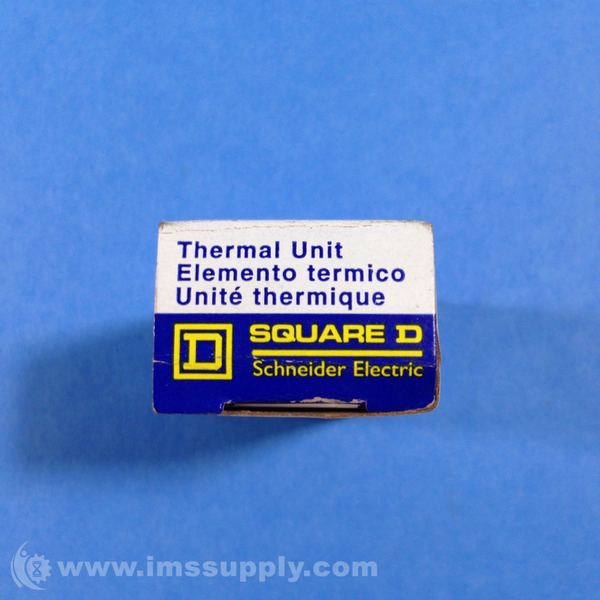 Thermal Unit
Elemento termico
Unité thermique
D
SQUARE D
Schneider Electric
www.imssupply.com